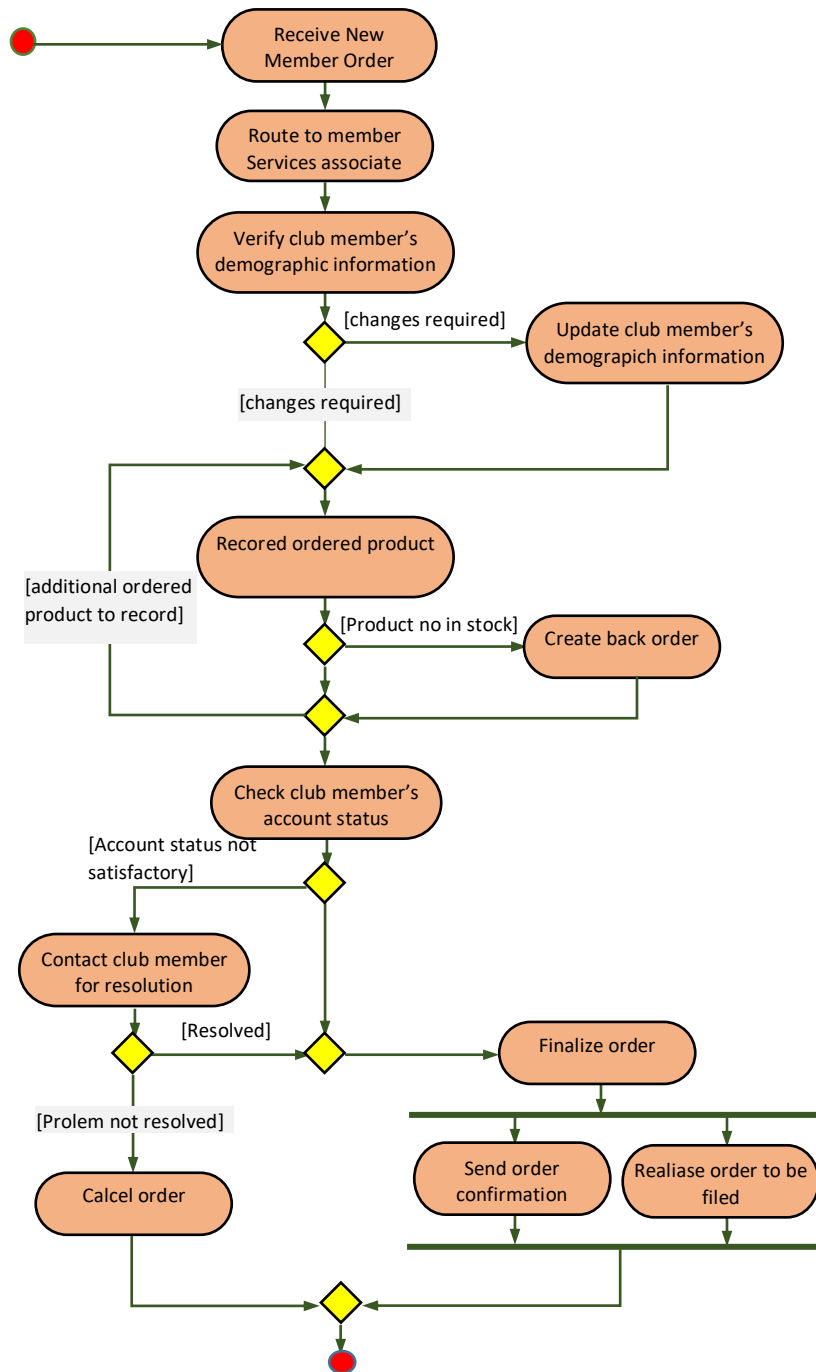 Receive New
Member Order
Route to member
Services associate
Verify club member's
demographic information
[changes required]
Update club member's
demograpich information
[changes required]
Recored ordered product
[additional ordered
product to record]
[Product no in stock]
Create back order
Check club member's
account status
[Account status not
satisfactory]
Contact club member
for resolution
[Resolved]
Finalize order
[Prolem not resolved]
Send order
confirmation
Realiase order to be
filed
Calcel order